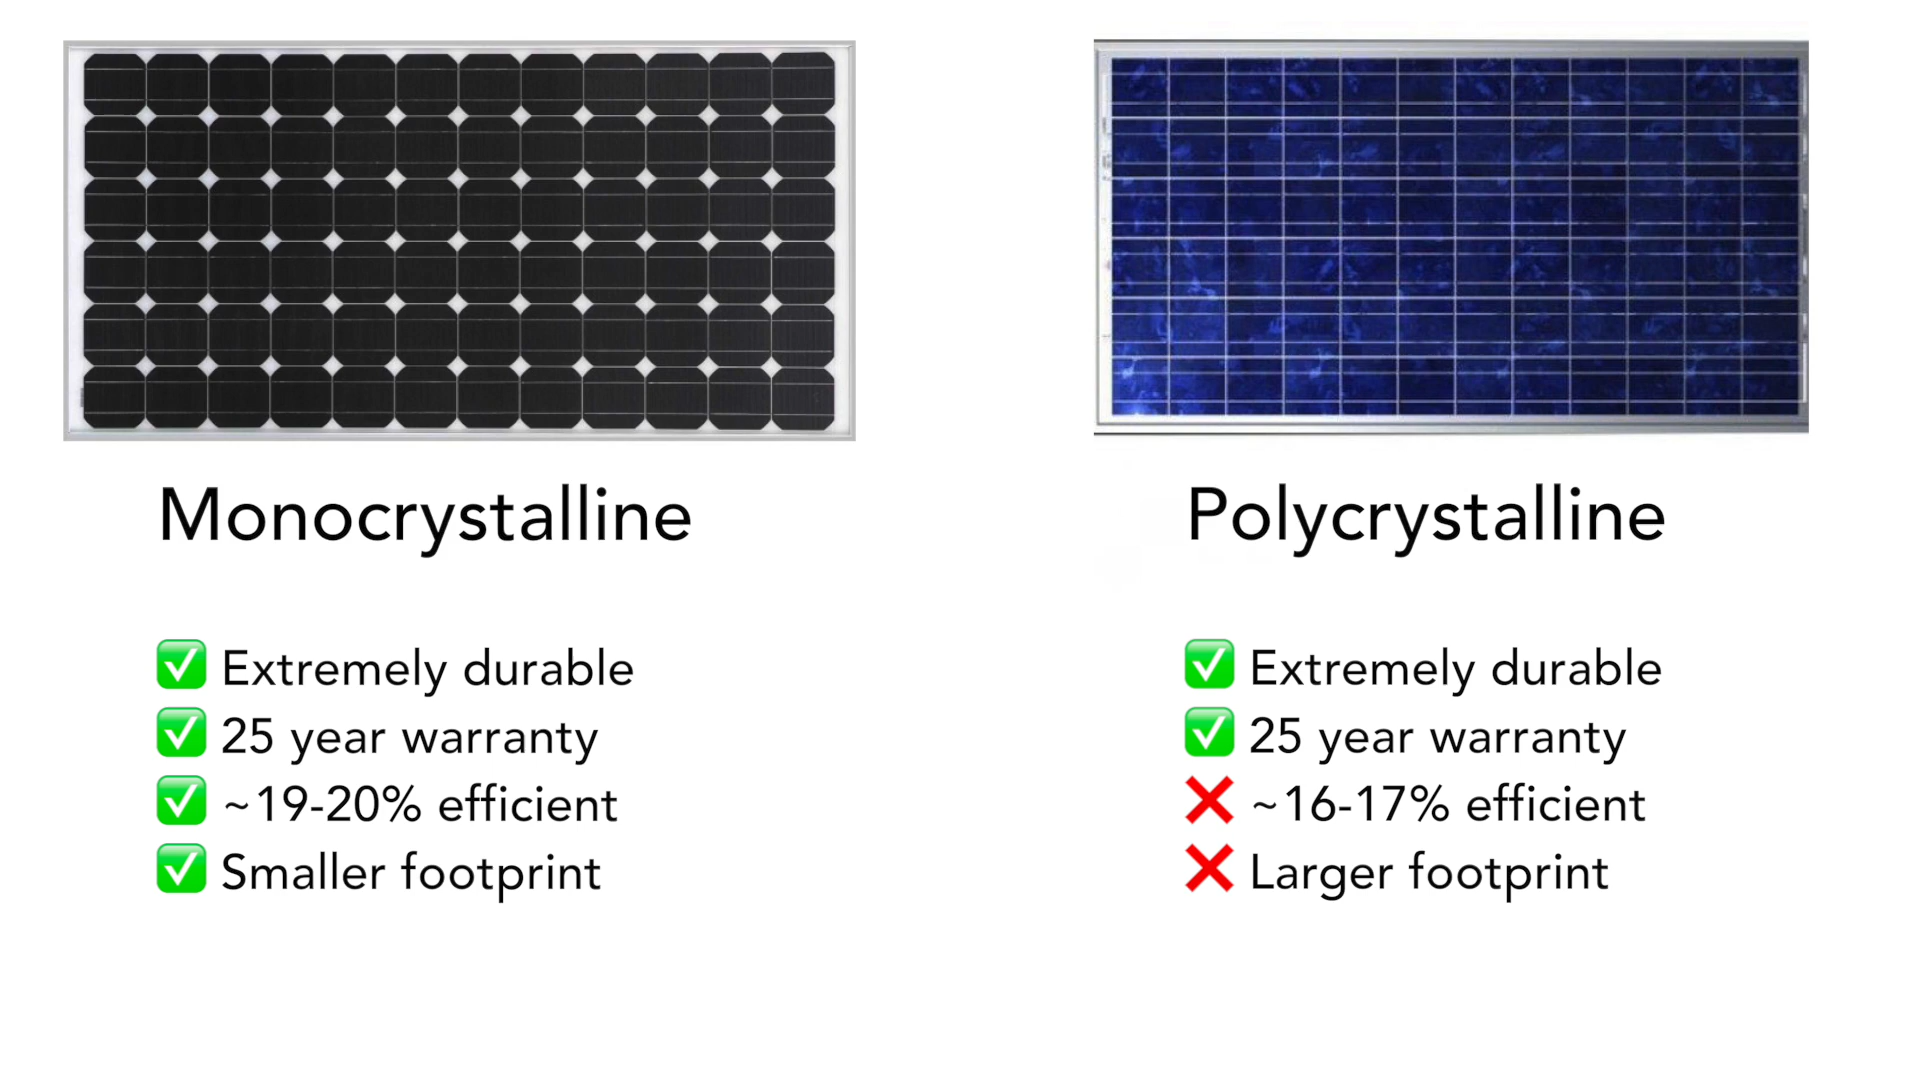 Monocrystalline
✅ Extremely durable
✅ 25 year warranty
✅ ~19-20% efficient
✅ Smaller footprint
Polycrystalline
✅ Extremely durable
✅ 25 year warranty
❌ ~16-17% efficient
❌ Larger footprint